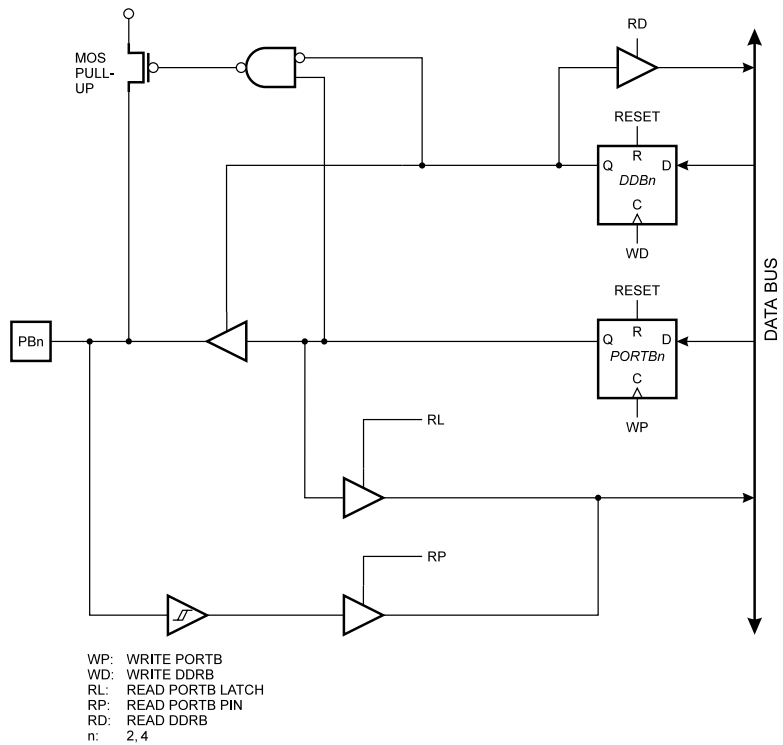 RD
MOS
PULL-
UP
RESET
R
Q
D
DDBn
C
WD
DATA BUS
RESET
R
PBn
Q
D
PORTBn
C
WP
RL
RP
WP: WRITE PORTB
WD: WRITE DDRB
RL: READ PORTB LATCH
RP: READ PORTB PIN
RD: READ DDRB
n: 2, 4